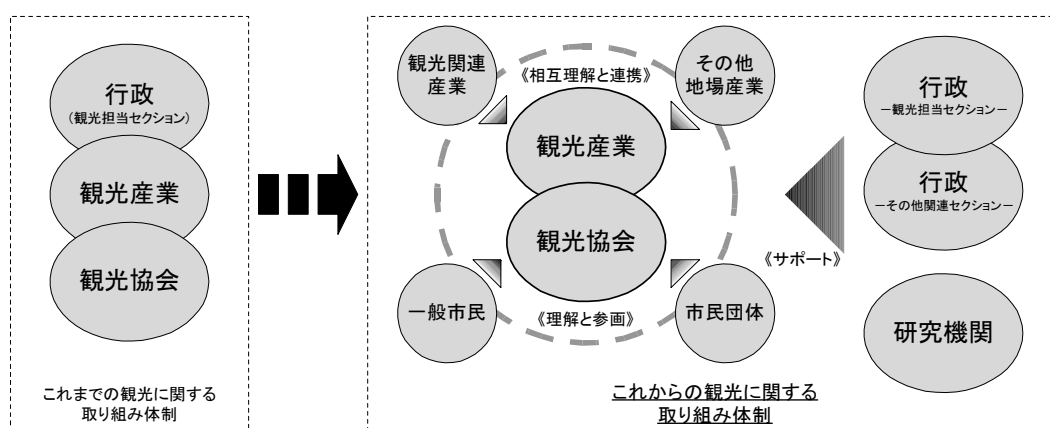 行政
（観光担当セクション）
観光産業
観光協会
これまでの観光に関する
取り組み体制
観光関連
産業
《相互理解と連携》
その他
地場産業
観光産業
観光協会
一般市民
《理解と参画》
市民団体
これからの観光に関する
取り組み体制
《サポート》
行政
－観光担当セクション－
行政
－その他関連セクション－
研究機関